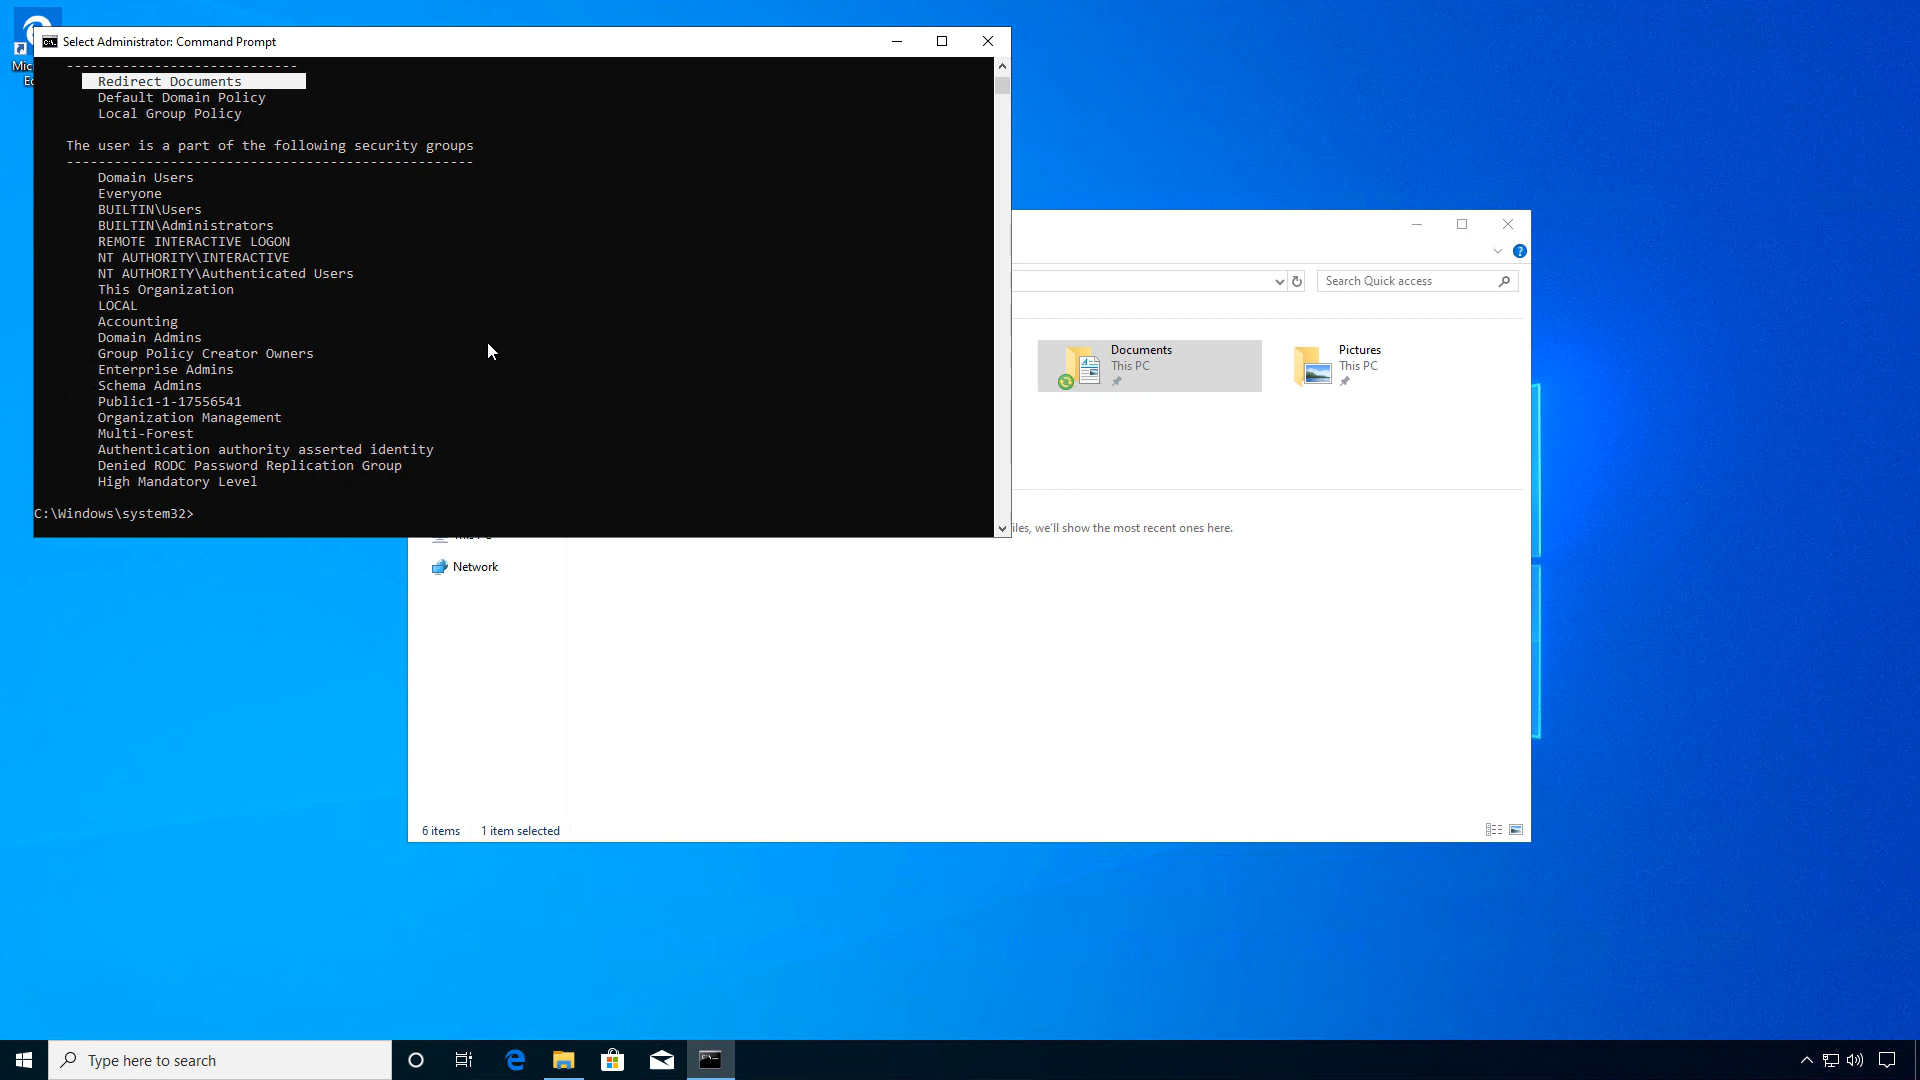 Mic
Ed
Select Administrator: Command Prompt
-----------------------------
Redirect Documents
Default Domain Policy
Local Group Policy
The user is a part of the following security groups
---------------------------------------------------
Domain Users
Everyone
BUILTIN\Users
BUILTIN\Administrators
REMOTE INTERACTIVE LOGON
NT AUTHORITY\INTERACTIVE
NT AUTHORITY\Authenticated Users
This Organization
LOCAL
Accounting
Domain Admins
Group Policy Creator Owners
Enterprise Admins
Schema Admins
Public1-1-17556541
Organization Management
Multi-Forest
Authentication authority asserted identity
Denied RODC Password Replication Group
High Mandatory Level
C:\Windows\system32>
Search Quick access
Documents
This PC
Pictures
This PC
iles, we'll show the most recent ones here.
Network
6 items 1 item selected
Type here to search